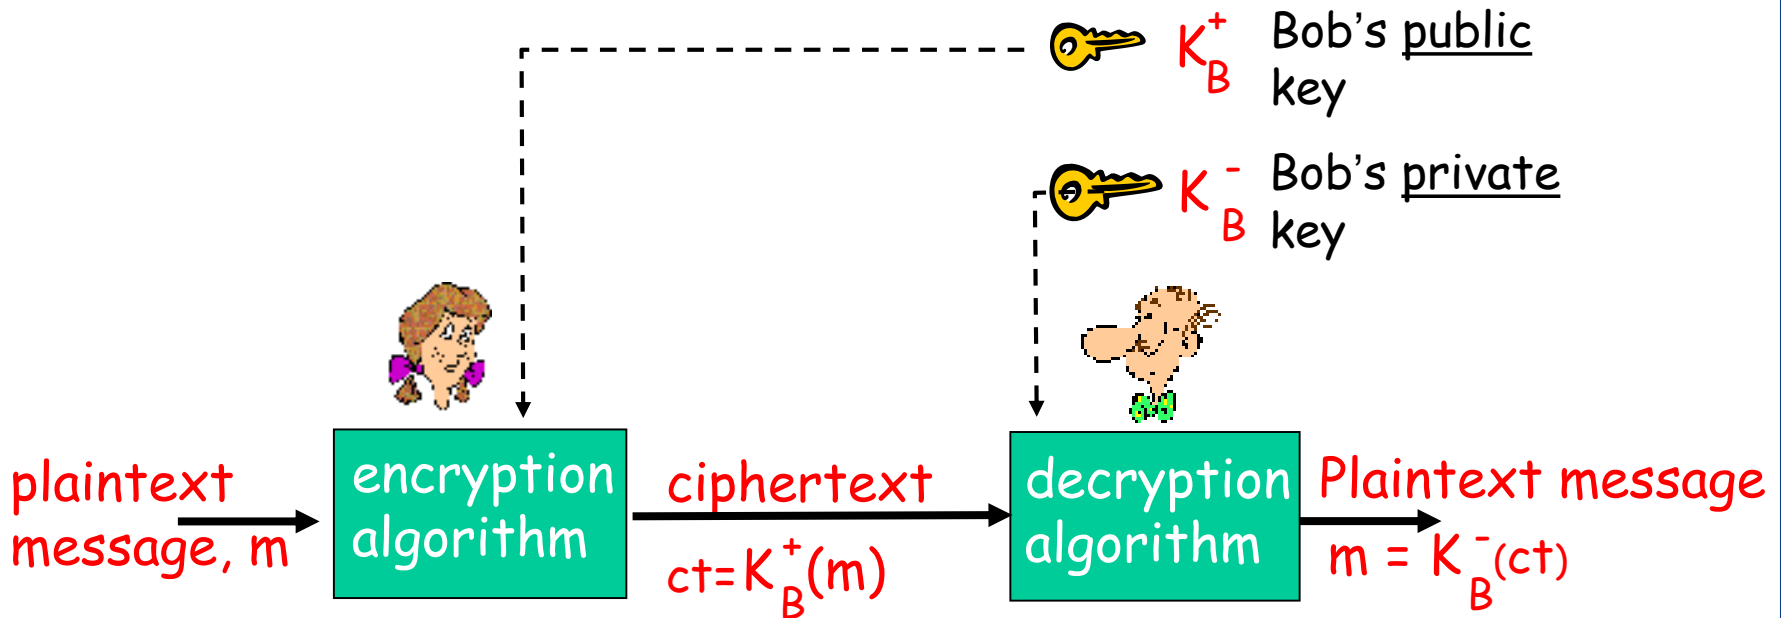 K_B^+ Bob’s public
key
K_B^- Bob’s private
key
plaintext
message, m
encryption
algorithm
ciphertext
ct=K_B^+(m)
decryption
algorithm
Plaintext message
m = K_B^-(ct)